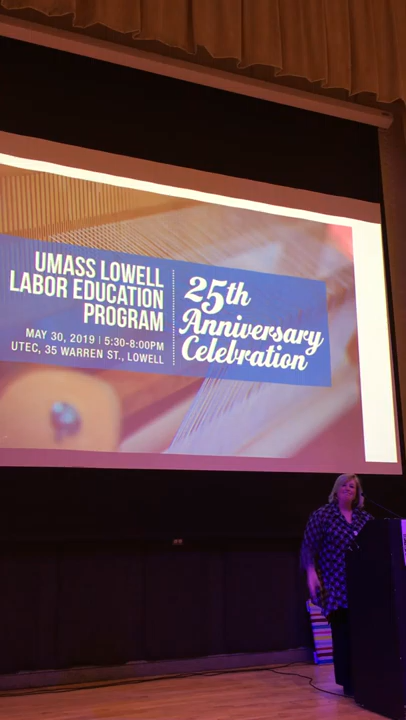 UMASS LOWELL
LABOR EDUCATION
PROGRAM
MAY 30, 2019 | 5:30-8:00PM
UTEC, 35 WARREN ST., LOWELL
25th
Anniversary
Celebration